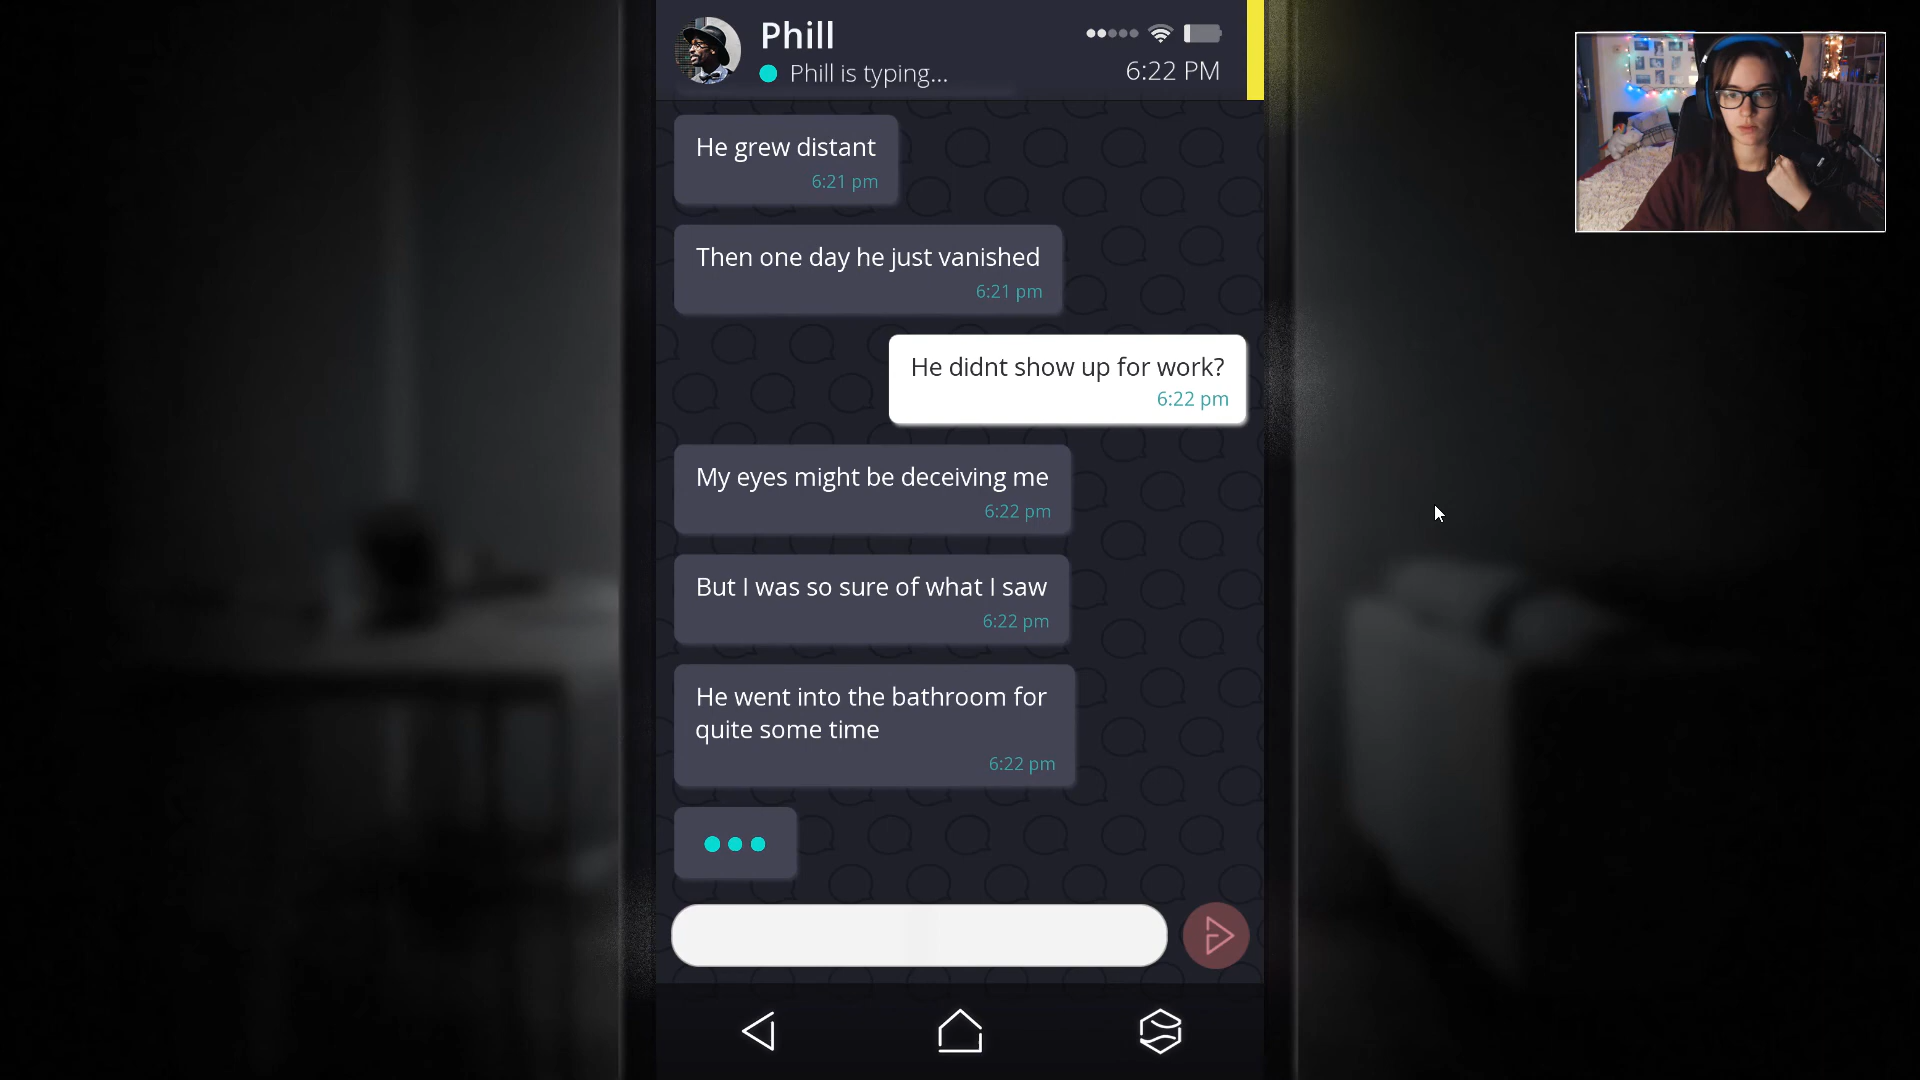 Phill
Phill is typing...
6:22 PM
He grew distant
6:21 pm
Then one day he just vanished
6:21 pm
He didnt show up for work?
6:22 pm
My eyes might be deceiving me
6:22 pm
But I was so sure of what I saw
6:22 pm
He went into the bathroom for
quite some time
6:22 pm